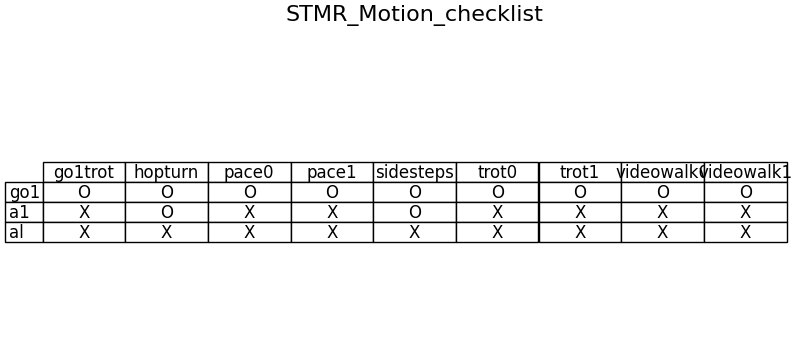 STMR_Motion_checklist
go1trot hopturn pace0 pace1 sidesteps trot0 trot1 videowalk0 videowalk1
go1 O O O O O O O O O
a1 X O X X O X X X X
al X X X X X X X X X